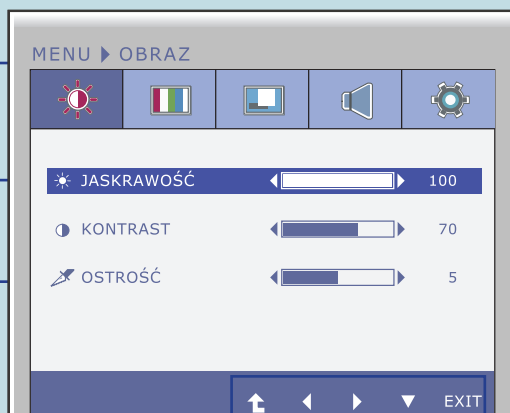 MENU ▶ OBRAZ
JASKRAWOŚĆ 100
KONTRAST 70
OSTROŚĆ 5
EXIT